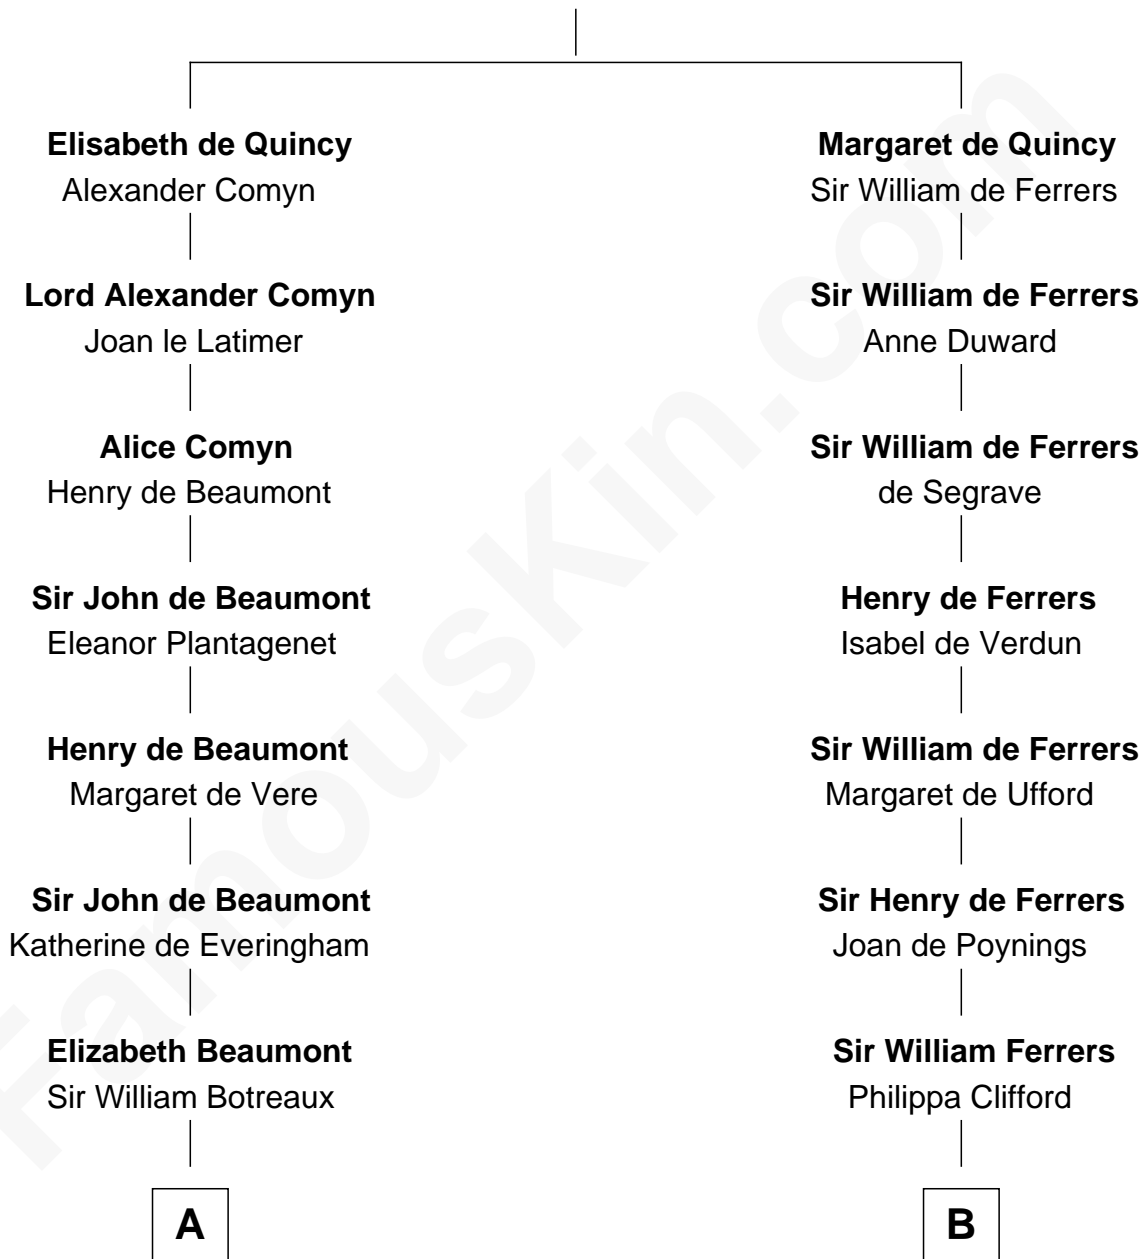 Elisabeth de Quincy
Alexander Comyn
Lord Alexander Comyn
Joan le Latimer
Alice Comyn
Henry de Beaumont
Sir John de Beaumont
Eleanor Plantagenet
Henry de Beaumont
Margaret de Vere
Sir John de Beaumont
Katherine de Everingham
Elizabeth Beaumont
Sir William Botreaux
A
Margaret de Quincy
Sir William de Ferrers
Sir William de Ferrers
Anne Duward
Sir William de Ferrers
de Segrave
Henry de Ferrers
Isabel de Verdun
Sir William de Ferrers
Margaret de Ufford
Sir Henry de Ferrers
Joan de Poynings
Sir William Ferrers
Philippa Clifford
B
FamousKin.com